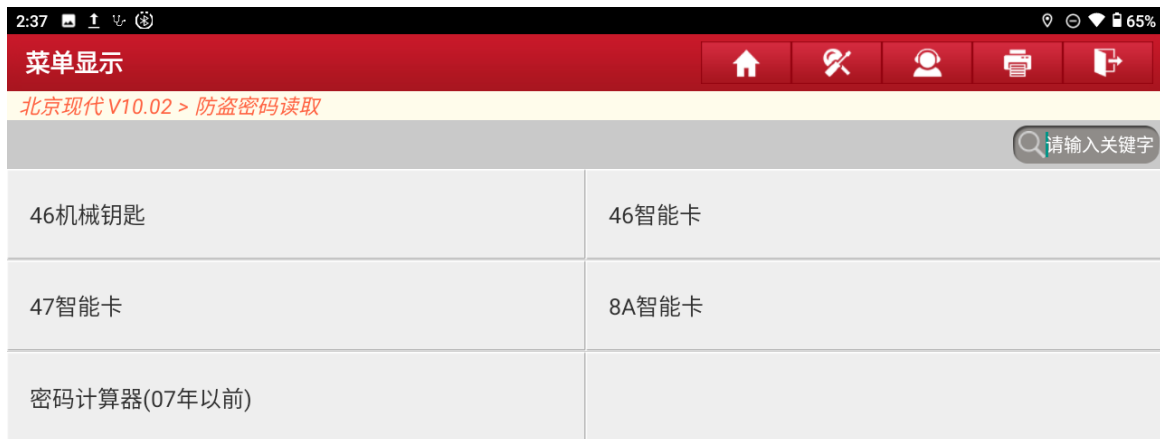 2:37
65%
菜单显示
北京现代 V10.02 > 防盗密码读取
请输入关键字
46机械钥匙
46智能卡
47智能卡
8A智能卡
密码计算器(07年以前)